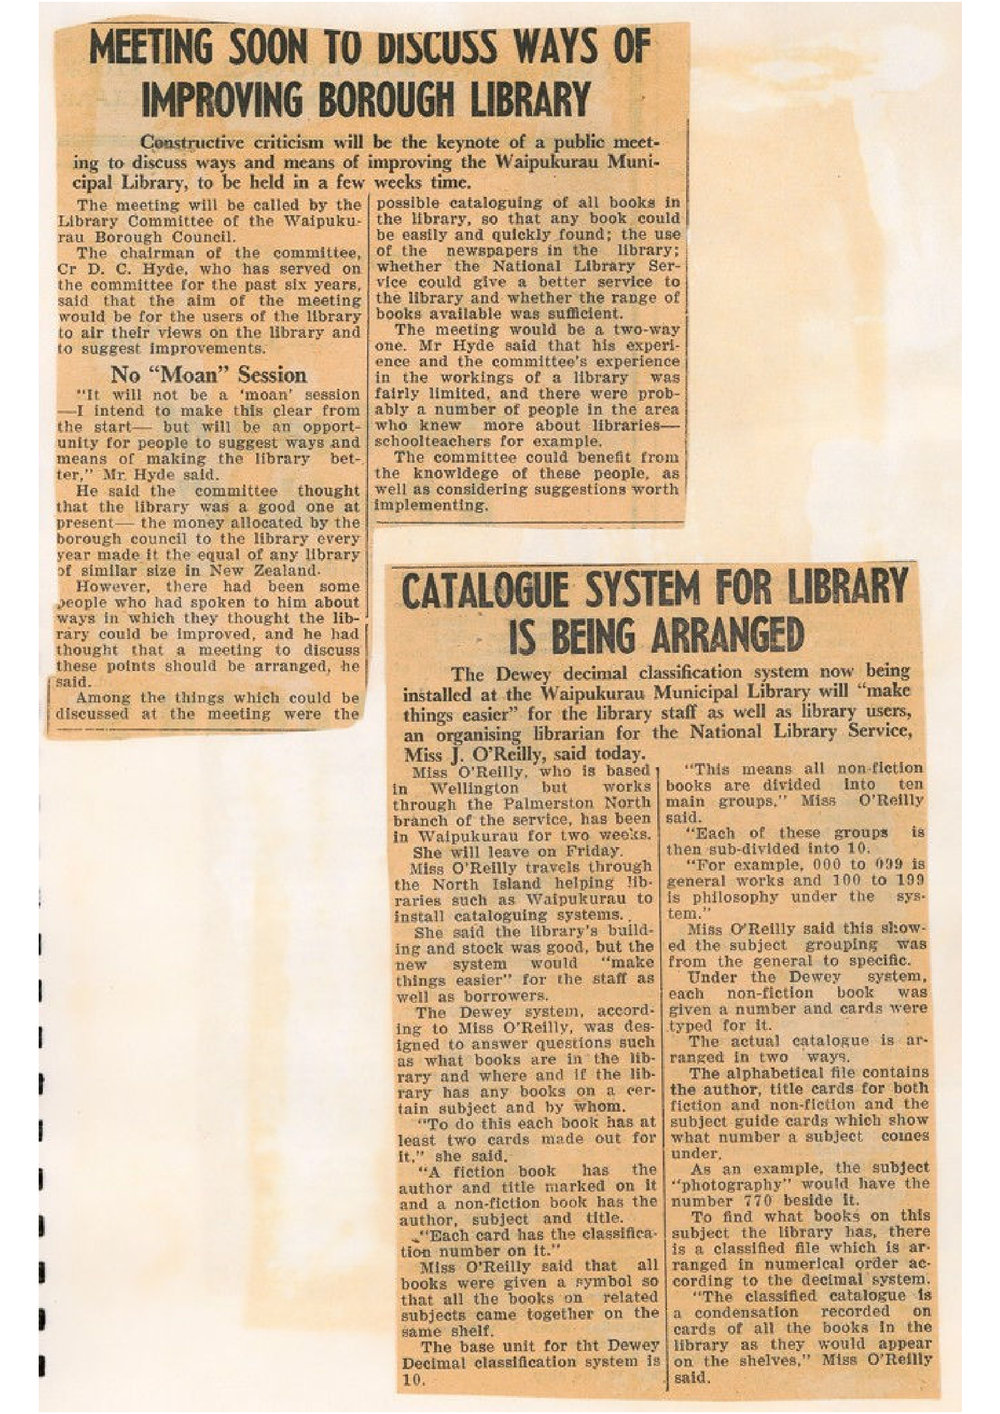 MEETING SOON TO DISCUSS WAYS OF
IMPROVING BOROUGH LIBRARY
Constructive criticism will be the keynote of a public meet-
ing to discuss ways and means of improving the Waipukurau Muni-
cipal Library, to be held in a few weeks time.
The meeting will be called by the
Library Committee of the Waipuku-
rau Borough Council.
The chairman of the committee,
Cr D. C. Hyde, who has served on
the committee for the past six years,
said that the aim of the meeting
would be for the users of the library
to air their views on the library and
to suggest improvements.
No "Moan" Session
"It will not be a 'moan' session
—I intend to make this clear from
the start— but will be an opport-
unity for people to suggest ways and
means of making the library bet-
ter," Mr. Hyde said.
He said the committee thought
that the library was a good one at
present— the money allocated by the
borough council to the library every
year made it the equal of any library
of similar size in New Zealand.
However, there had been some
people who had spoken to him about
ways in which they thought the lib-
rary could be improved, and he had
thought that a meeting to discuss
these points should be arranged, he
said.
Among the things which could be
discussed at the meeting were the
possible cataloguing of all books in
the library, so that any book could
be easily and quickly found; the use
of the newspapers in the library;
whether the National Library Ser-
vice could give a better service to
the library and whether the range of
books available was sufficient.
The meeting would be a two-way
one. Mr Hyde said that his experi-
ence and the committee's experience
in the workings of a library was
fairly limited, and there were prob-
ably a number of people in the area
who knew more about libraries—
schoolteachers for example.
The committee could benefit from
the knowldege of these people, as
well as considering suggestions worth
implementing.
CATALOGUE SYSTEM FOR LIBRARY
IS BEING ARRANGED
The Dewey decimal classification system now being
installed at the Waipukurau Municipal Library will "make
things easier" for the library staff as well as library users,
an organising librarian for the National Library Service,
Miss J. O'Reilly, said today.
Miss O'Reilly, who is based
in Wellington but works
through the Palmerston North
branch of the service, has been
in Waipukurau for two weeks.
She will leave on Friday.
Miss O'Reilly travels through
the North Island helping lib-
raries such as Waipukurau to
install cataloguing systems.
She said the library's build-
ing and stock was good, but the
new system would "make
things easier" for the staff as
well as borrowers.
The Dewey system, accord-
ing to Miss O'Reilly, was des-
igned to answer questions such
as what books are in the lib-
rary and where and if the lib-
rary has any books on a cer-
tain subject and by whom.
"To do this each book has at
least two cards made out for
it," she said.
"A fiction book has the
author and title marked on it
and a non-fiction book has the
author, subject and title.
"Each card has the classifica-
tion number on it."
Miss O'Reilly said that all
books were given a symbol so
that all the books on related
subjects came together on the
same shelf.
The base unit for tht Dewey
Decimal classification system is
10.
"This means all non-fiction
books are divided into ten
main groups." Miss O'Reilly
said.
"Each of these groups is
then sub-divided into 10.
"For example, 000 to 099 is
general works and 100 to 199
is philosophy under the sys-
tem."
Miss O'Reilly said this show-
ed the subject grouping was
from the general to specific.
Under the Dewey system,
each non-fiction book was
given a number and cards were
typed for it.
The actual catalogue is ar-
ranged in two ways.
The alphabetical file contains
the author, title cards for both
fiction and non-fiction and the
subject guide cards which show
what number a subject comes
under.
As an example, the subject
"photography" would have the
number 770 beside it.
To find what books on this
subject the library has, there
is a classified file which is ar-
ranged in numerical order ac-
cording to the decimal system.
"The classified catalogue is
a condensation recorded on
cards of all the books in the
library as they would appear
on the shelves," Miss O'Reilly
said.